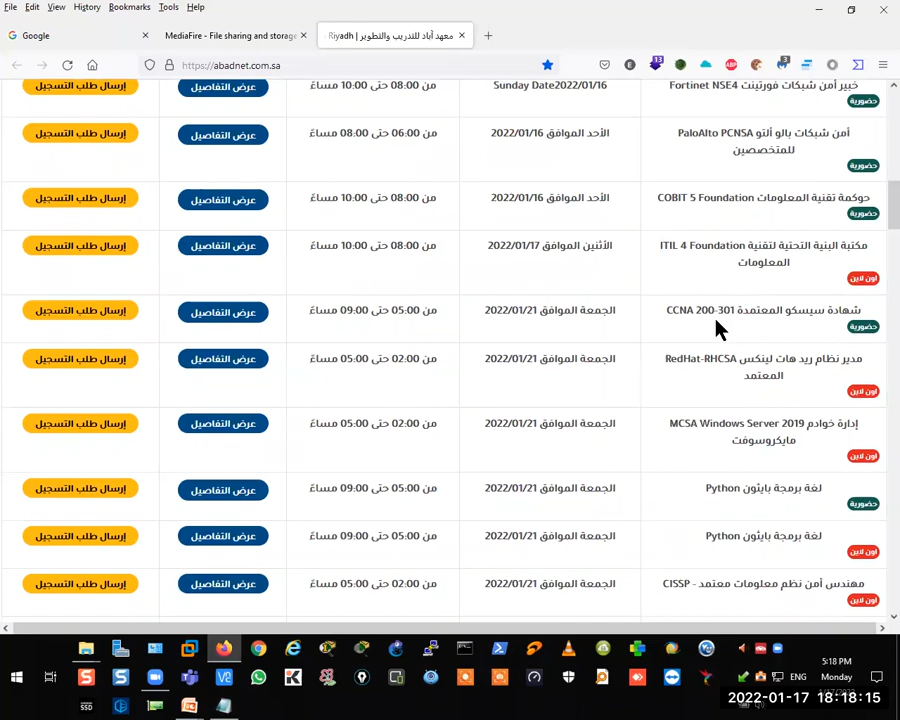 File Edit View History Bookmarks Tools Help
Google
MediaFire - File sharing and storage
معهد آباد للتدريب والتطوير | Riyadh
https://abadnet.com.sa
13
ABP
3
خبير أمن شبكات فورتينت Fortinet NSE4
حضورية
Sunday Date2022/01/16
من 08:00 حتى 10:00 مساءً
عرض التفاصيل
إرسال طلب التسجيل
أمن شبكات بالو ألتو PaloAlto PCNSA
للمتخصصين
حضورية
الأحد الموافق 2022/01/16
من 06:00 حتى 08:00 مساءً
عرض التفاصيل
إرسال طلب التسجيل
حوكمة تقنية المعلومات COBIT 5 Foundation
حضورية
الأحد الموافق 2022/01/16
من 08:00 حتى 10:00 مساءً
عرض التفاصيل
إرسال طلب التسجيل
مكتبة البنية التحتية لتقنية ITIL 4 Foundation
المعلومات
اون لاين
الأثنين الموافق 2022/01/17
من 08:00 حتى 10:00 مساءً
عرض التفاصيل
إرسال طلب التسجيل
شهادة سيسكو المعتمدة CCNA 200-301
حضورية
الجمعة الموافق 2022/01/21
من 05:00 حتى 09:00 مساءً
عرض التفاصيل
إرسال طلب التسجيل
مدير نظام ريد هات لينكس RedHat-RHCSA
المعتمد
اون لاين
الجمعة الموافق 2022/01/21
من 02:00 حتى 05:00 مساءً
عرض التفاصيل
إرسال طلب التسجيل
إدارة خوادم MCSA Windows Server 2019
مايكروسوفت
اون لاين
الجمعة الموافق 2022/01/21
من 02:00 حتى 05:00 مساءً
عرض التفاصيل
إرسال طلب التسجيل
لغة برمجة بايثون Python
حضورية
الجمعة الموافق 2022/01/21
من 05:00 حتى 09:00 مساءً
عرض التفاصيل
إرسال طلب التسجيل
لغة برمجة بايثون Python
اون لاين
الجمعة الموافق 2022/01/21
من 05:00 حتى 09:00 مساءً
عرض التفاصيل
إرسال طلب التسجيل
مهندس أمن نظم معلومات معتمد - CISSP
اون لاين
الجمعة الموافق 2022/01/21
من 02:00 حتى 05:00 مساءً
عرض التفاصيل
إرسال طلب التسجيل
ENG
5:18 PM
Monday
SSD
2022-01-17 18:18:15